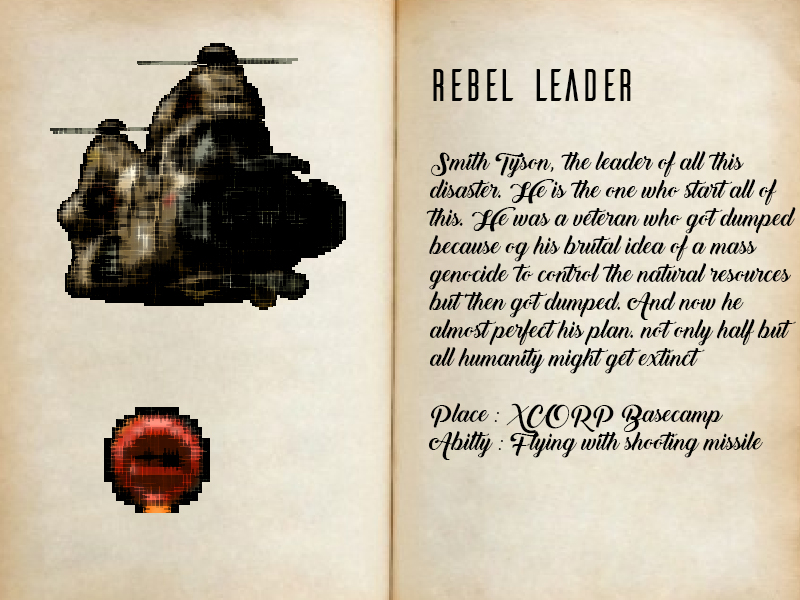 REBEL LEADER
Smith Tyson, the leader of all this
disaster. He is the one who start all of
this. He was a veteran who got dumped
because og his brutal idea of a mass
genocide to control the natural resources
but then got dumped. And now he
almost perfect his plan. not only half but
all humanity might get extinct
Place : XCORP Basecamp
Abilty : Flying with shooting missile